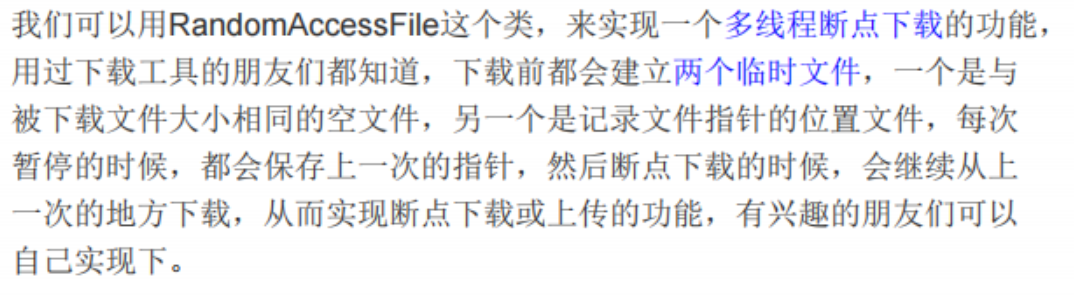 我们可以用RandomAccessFile这个类，来实现一个多线程断点下载的功能，
用过下载工具的朋友们都知道，下载前都会建立两个临时文件，一个是与
被下载文件大小相同的空文件，另一个是记录文件指针的位置文件，每次
暂停的时候，都会保存上一次的指针，然后断点下载的时候，会继续从上
一次的地方下载，从而实现断点下载或上传的功能，有兴趣的朋友们可以
自己实现下。